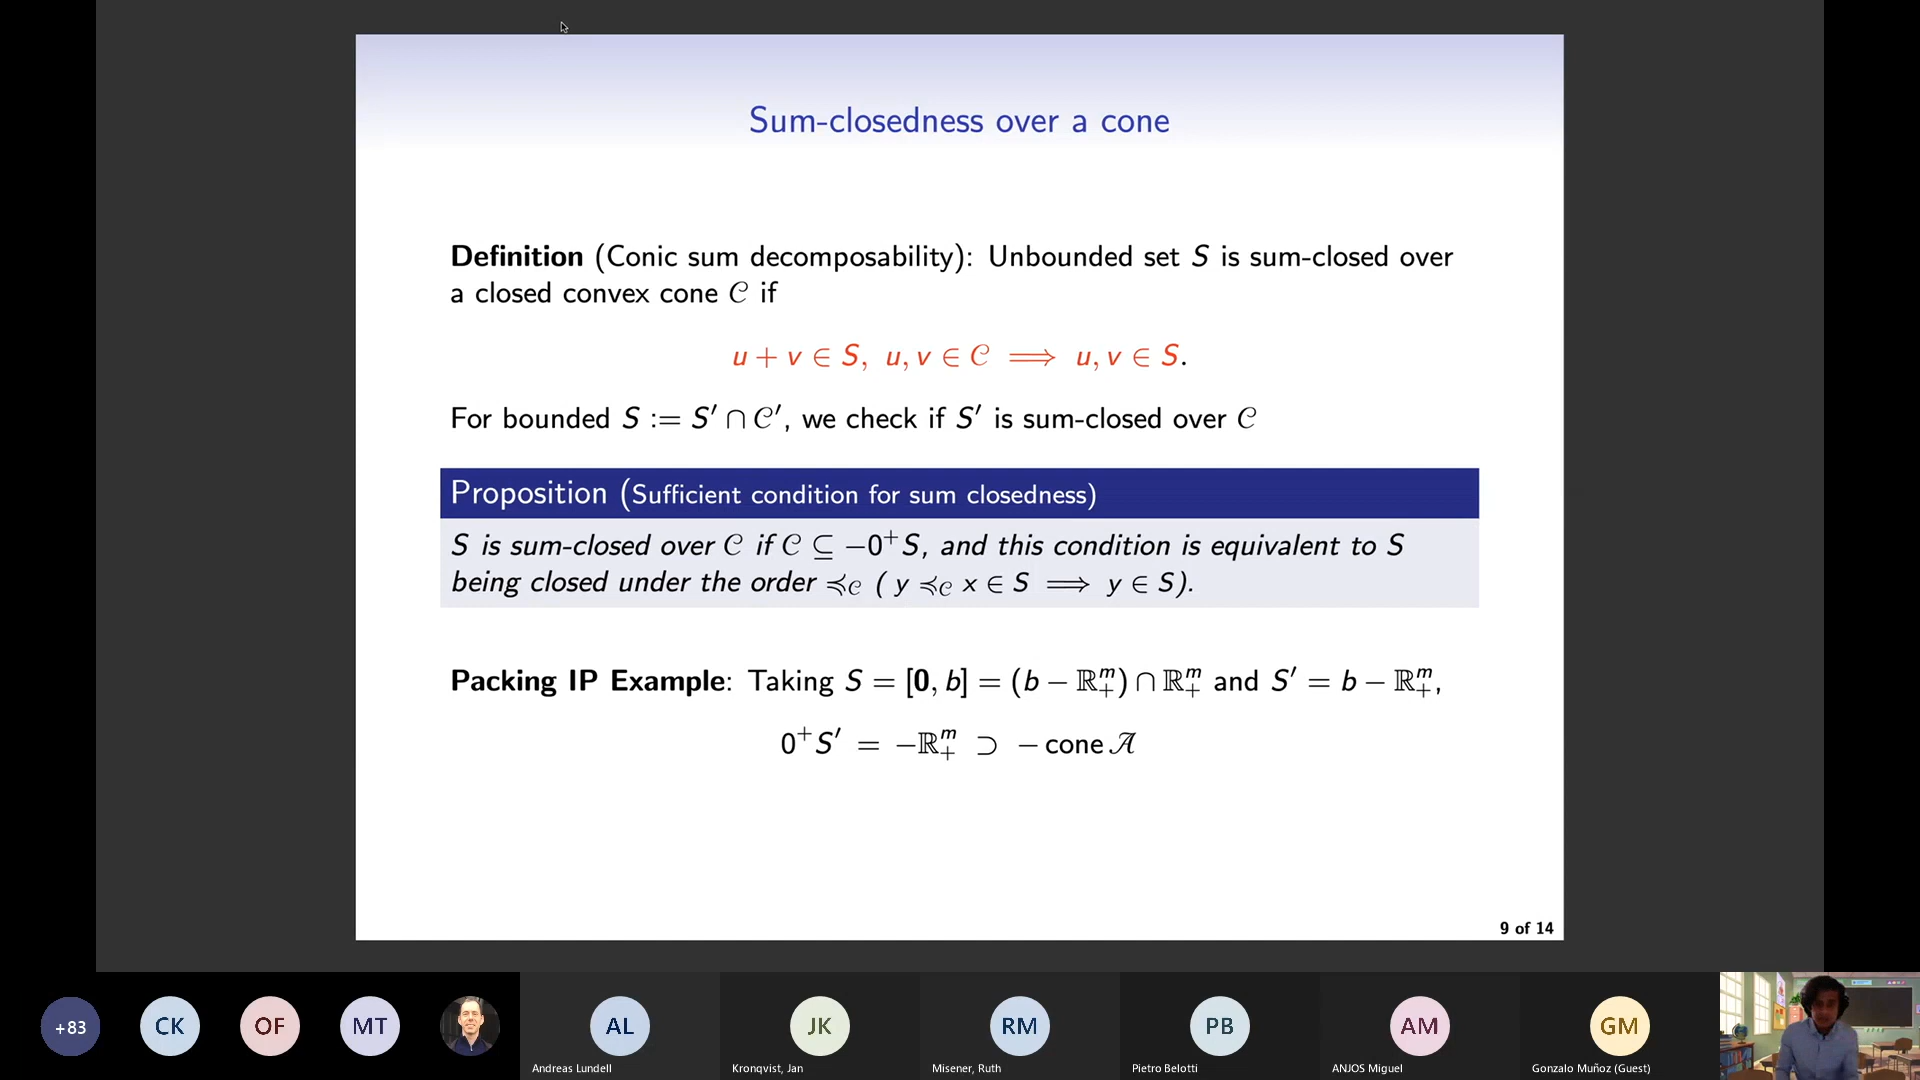 Sum-closedness over a cone
Definition (Conic sum decomposability): Unbounded set S is sum-closed over
a closed convex cone 𝒞 if
u + v ∈ S, u, v ∈ 𝒞 ⟹ u, v ∈ S.
For bounded S := S′ ∩ 𝒞′, we check if S′ is sum-closed over 𝒞
Proposition (Sufficient condition for sum closedness)
S is sum-closed over 𝒞 if 𝒞 ⊆ −0⁺S, and this condition is equivalent to S
being closed under the order ≼𝒞 ( y ≼𝒞 x ∈ S ⟹ y ∈ S).
Packing IP Example: Taking S = [0, b] = (b − ℝ₊ᵐ) ∩ ℝ₊ᵐ and S′ = b − ℝ₊ᵐ,
0⁺S′ = −ℝ₊ᵐ ⊃ − cone 𝒜
9 of 14
+83
CK
OF
MT
AL
JK
RM
PB
AM
GM
Andreas Lundell
Kronqvist, Jan
Misener, Ruth
Pietro Belotti
ANJOS Miguel
Gonzalo Muñoz (Guest)